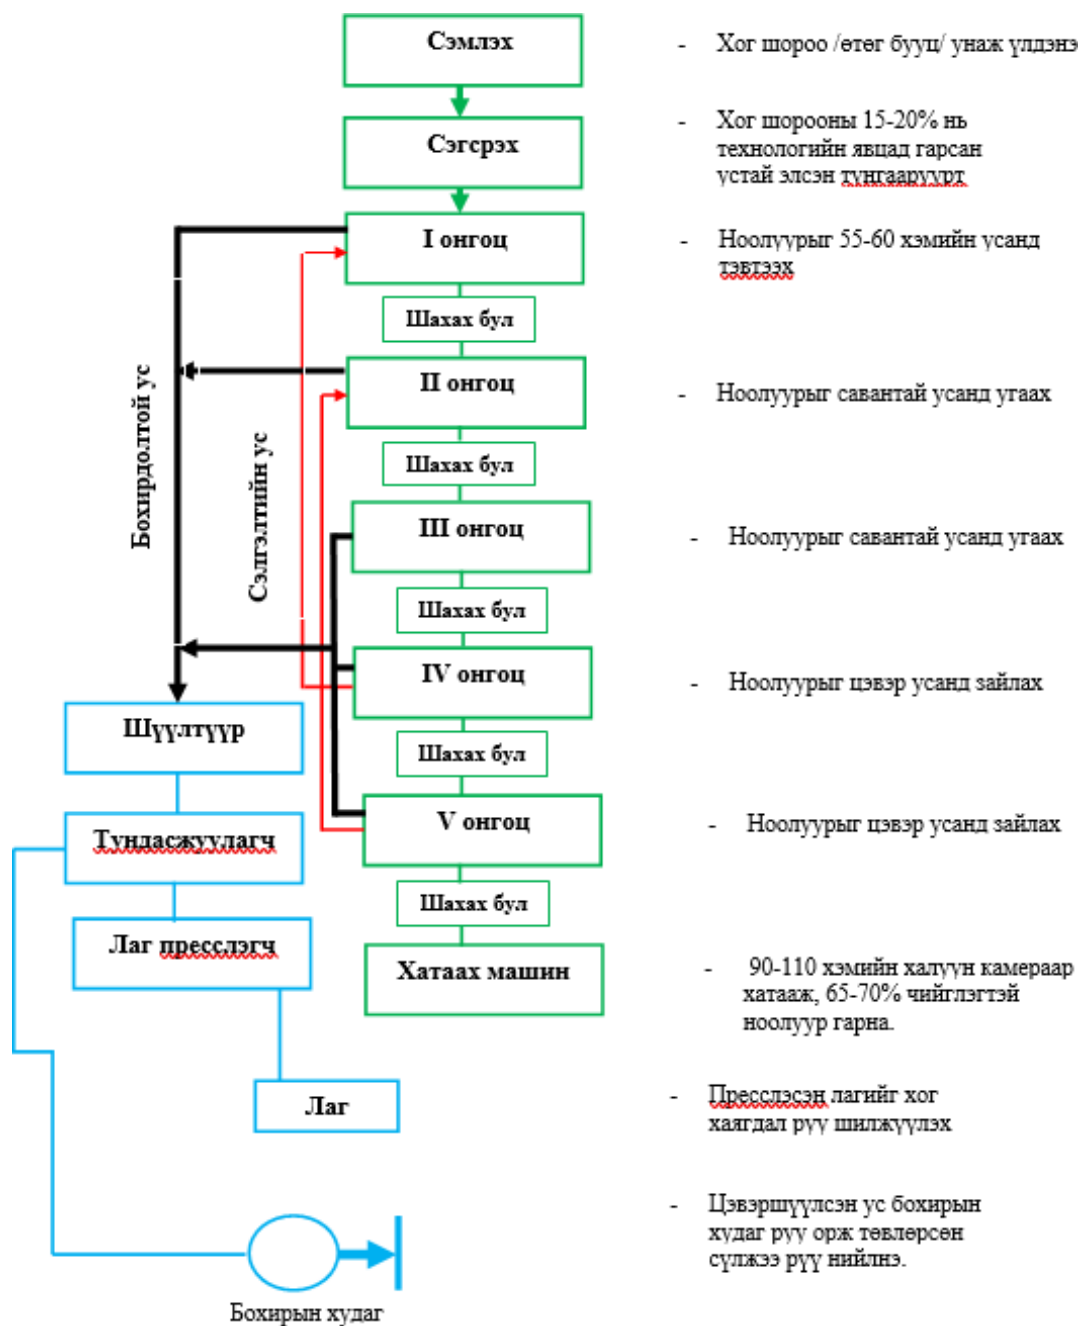 Сэмлэх
- Хог шороо /өтөг бууц/ унаж үлдэнэ
Сэгсрэх
- Хог шорооны 15-20% нь
технологийн явцад гарсан
устай элсэн түнгаарүүрт
I онгоц
- Ноолуурыг 55-60 хэмийн усанд
тэвтээх
Шахах бул
II онгоц
- Ноолуурыг савантай усанд угаах
Шахах бул
Бохирдолтой ус
Сэлгэлтийн ус
III онгоц
- Ноолуурыг савантай усанд угаах
Шахах бул
IV онгоц
- Ноолуурыг цэвэр усанд зайлах
Шүүлтүүр
Шахах бул
V онгоц
- Ноолуурыг цэвэр усанд зайлах
Тундасжуулагч
Шахах бул
Лаг пресслэгч
Хатаах машин
- 90-110 хэмийн халуун камераар
хатааж, 65-70% чийглэгтэй
ноолуур гарна.
Лаг
- Пресслэсэн лагийг хог
хаягдал руу шилжүүлэх
- Цэвэршүүлсэн ус бохирын
худаг руу орж төвлөрсөн
сүлжээ рүү нийлнэ.
Бохирын худаг